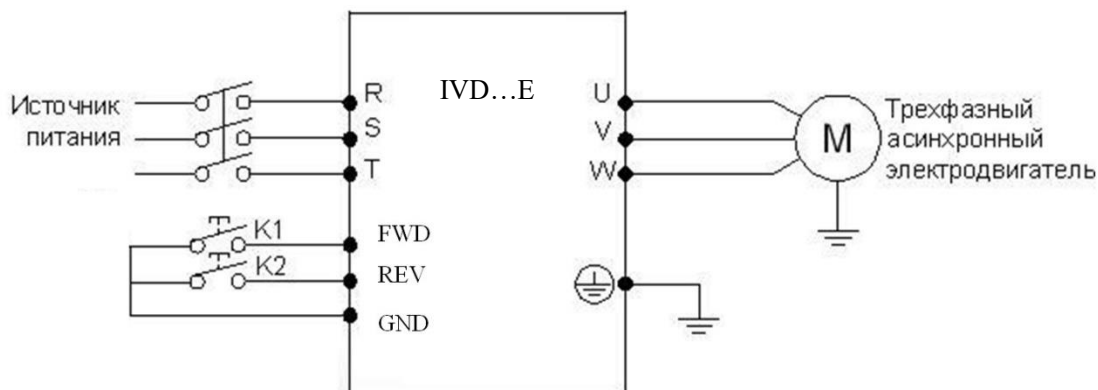 IVD…E
Источник
питания
R
S
T
U
V
W
M
Трехфазный
асинхронный
электродвигатель
K1
FWD
K2
REV
GND